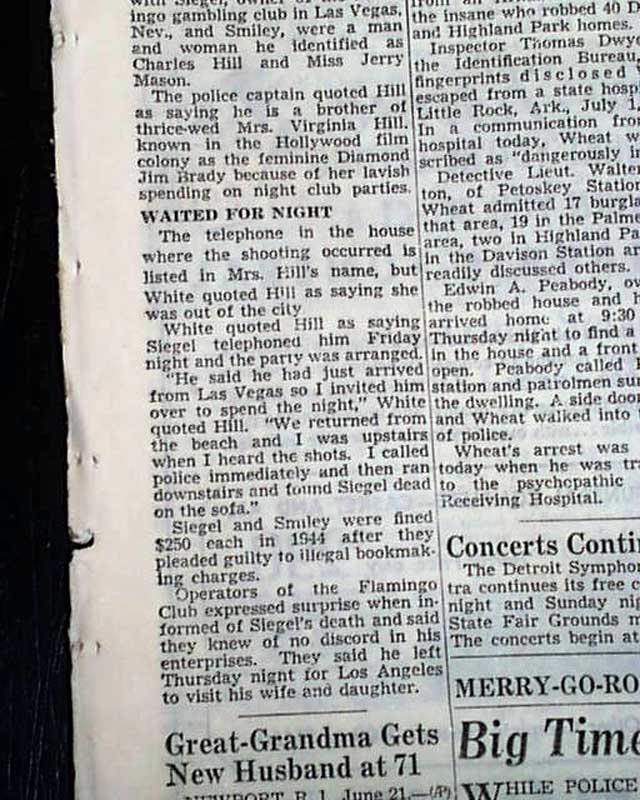 with Siegel, owner of the
ingo gambling club in Las Vegas,
Nev., and Smiley, were a man
and woman he identified as
Charles Hill and Miss Jerry
Mason.
The police captain quoted Hill
as saying he is a brother of
thrice-wed Mrs. Virginia Hill,
known in the Hollywood film
colony as the feminine Diamond
Jim Brady because of her lavish
spending on night club parties.
WAITED FOR NIGHT
The telephone in the house
where the shooting occurred is
listed in Mrs. Hill's name, but
White quoted Hill as saying she
was out of the city
White quoted Hill as saying
Siegel telephoned him Friday
night and the party was arranged.
"He said he had just arrived
from Las Vegas so I invited him
over to spend the night," White
quoted Hill. "We returned from
the beach and I was upstairs
when I heard the shots. I called
police immediately and then ran
downstairs and found Siegel dead
on the sofa."
Siegel and Smiley were fined
$250 each in 1944 after they
pleaded guilty to illegal bookmak-
ing charges.
Operators of the Flamingo
Club expressed surprise when in-
formed of Siegel's death and said
they knew of no discord in his
enterprises. They said he left
Thursday night for Los Angeles
to visit his wife and daughter.
Great-Grandma Gets
New Husband at 71
NEWPORT, R. I., June 21.—(AP)
the insane who robbed 40 D
and Highland Park homes.
Inspector Thomas Dwy
the Identification Bureau,
fingerprints disclosed
escaped from a state hosp
Little Rock, Ark., July 1,
In a communication fro
hospital today, Wheat w
scribed as "dangerously i
Detective Lieut. Walter
ton, of Petoskey Station
Wheat admitted 17 burgla
that area, 19 in the Palme
area, two in Highland Pa
in the Davison Station ar
readily discussed others.
Edwin A. Peabody, ow
the robbed house and h
arrived home at 9:30
Thursday night to find a
in the house and a front
open. Peabody called
station and patrolmen su
the dwelling. A side door
and Wheat walked into
of police.
Wheat's arrest was
today when he was tra
to the psychopathic
Receiving Hospital.
Concerts Conti
The Detroit Sympho
tra continues its free c
night and Sunday nig
State Fair Grounds
The concerts begin at
MERRY-GO-RO
Big Time
WHILE POLICE